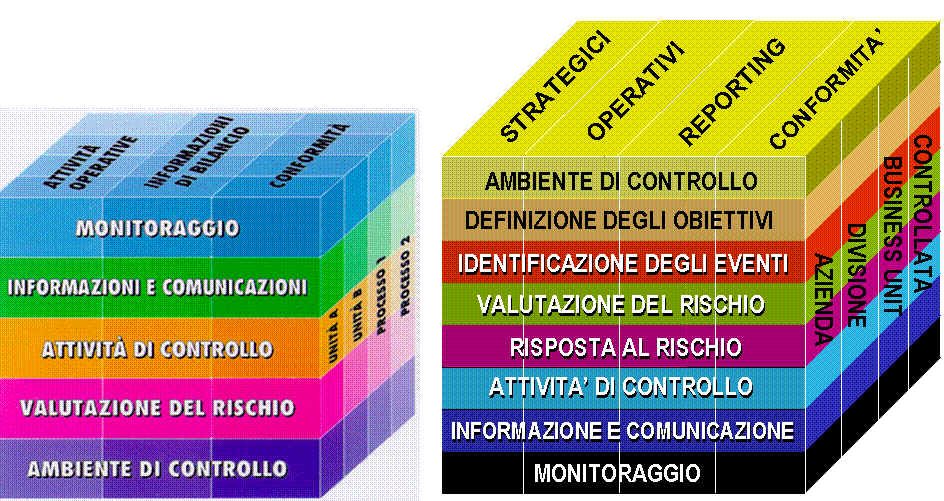 ATTIVITÀ
OPERATIVE
INFORMAZIONI
DI BILANCIO
CONFORMITÀ
MONITORAGGIO
INFORMAZIONI E COMUNICAZIONI
ATTIVITÀ DI CONTROLLO
VALUTAZIONE DEL RISCHIO
AMBIENTE DI CONTROLLO
UNITÀ A
UNITÀ B
PROCESSO 1
PROCESSO 2
STRATEGICI
OPERATIVI
REPORTING
CONFORMITA'
AMBIENTE DI CONTROLLO
DEFINIZIONE DEGLI OBIETTIVI
IDENTIFICAZIONE DEGLI EVENTI
VALUTAZIONE DEL RISCHIO
RISPOSTA AL RISCHIO
ATTIVITA' DI CONTROLLO
INFORMAZIONE E COMUNICAZIONE
MONITORAGGIO
AZIENDA
DIVISIONE
BUSINESS UNIT
CONTROLLATA